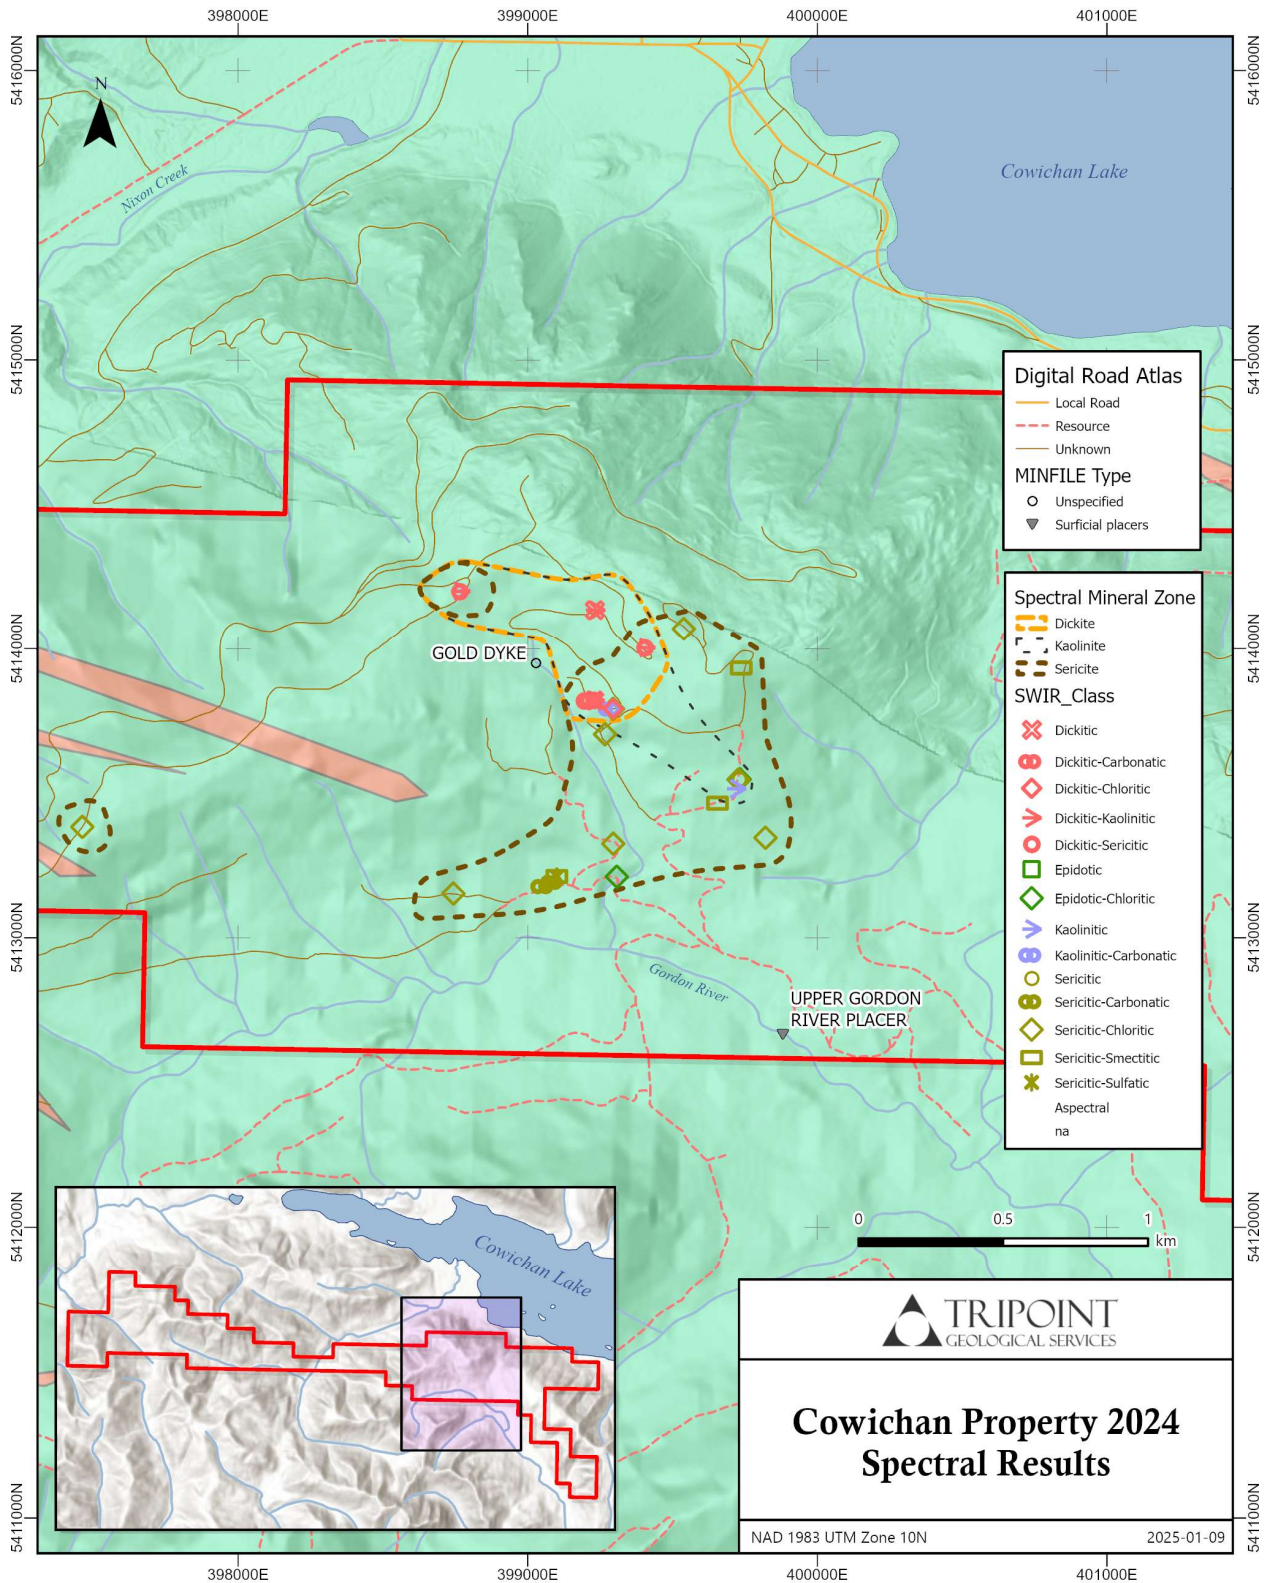 398000E
399000E
400000E
401000E
5416000N
5416000N
N
Nixon Creek
Cowichan Lake
5415000N
5415000N
Digital Road Atlas
Local Road
Resource
Unknown
MINFILE Type
Unspecified
Surficial placers
5414000N
5414000N
GOLD DYKE
Spectral Mineral Zone
Dickite
Kaolinite
Sericite
SWIR_Class
Dickitic
Dickitic-Carbonatic
Dickitic-Chloritic
Dickitic-Kaolinitic
Dickitic-Sericitic
Epidotic
Epidotic-Chloritic
Kaolinitic
Kaolinitic-Carbonatic
Sericitic
Sericitic-Carbonatic
Sericitic-Chloritic
Sericitic-Smectitic
Sericitic-Sulfatic
Aspectral
na
5413000N
5413000N
Gordon River
UPPER GORDON
RIVER PLACER
5412000N
5412000N
0 0.5 1
km
Cowichan Lake
TRIPOINT
GEOLOGICAL SERVICES
Cowichan Property 2024
Spectral Results
5411000N
5411000N
NAD 1983 UTM Zone 10N
2025-01-09
398000E
399000E
400000E
401000E